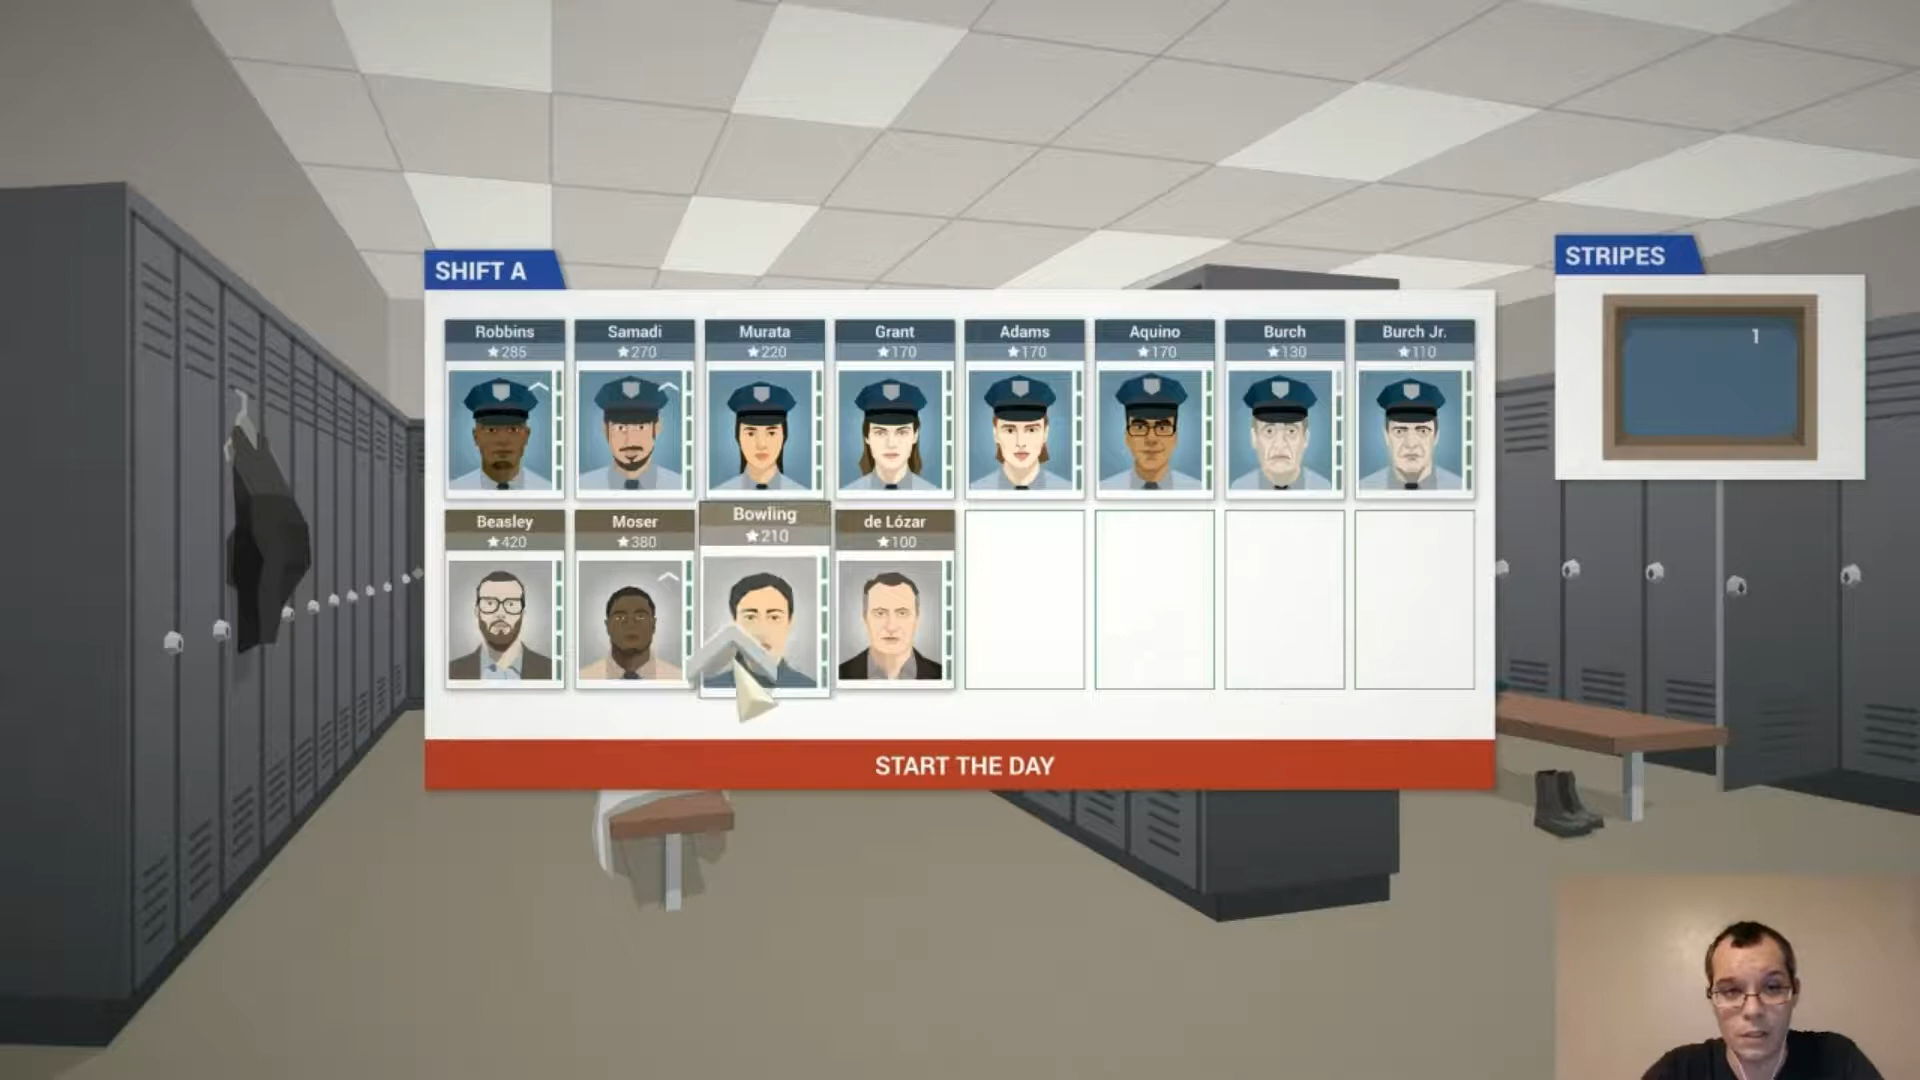 SHIFT A
STRIPES
1
Robbins
★285
Samadi
★270
Murata
★220
Grant
★170
Adams
★170
Aquino
★170
Burch
★130
Burch Jr.
★110
Beasley
★420
Moser
★380
Bowling
★210
de Lózar
★100
START THE DAY